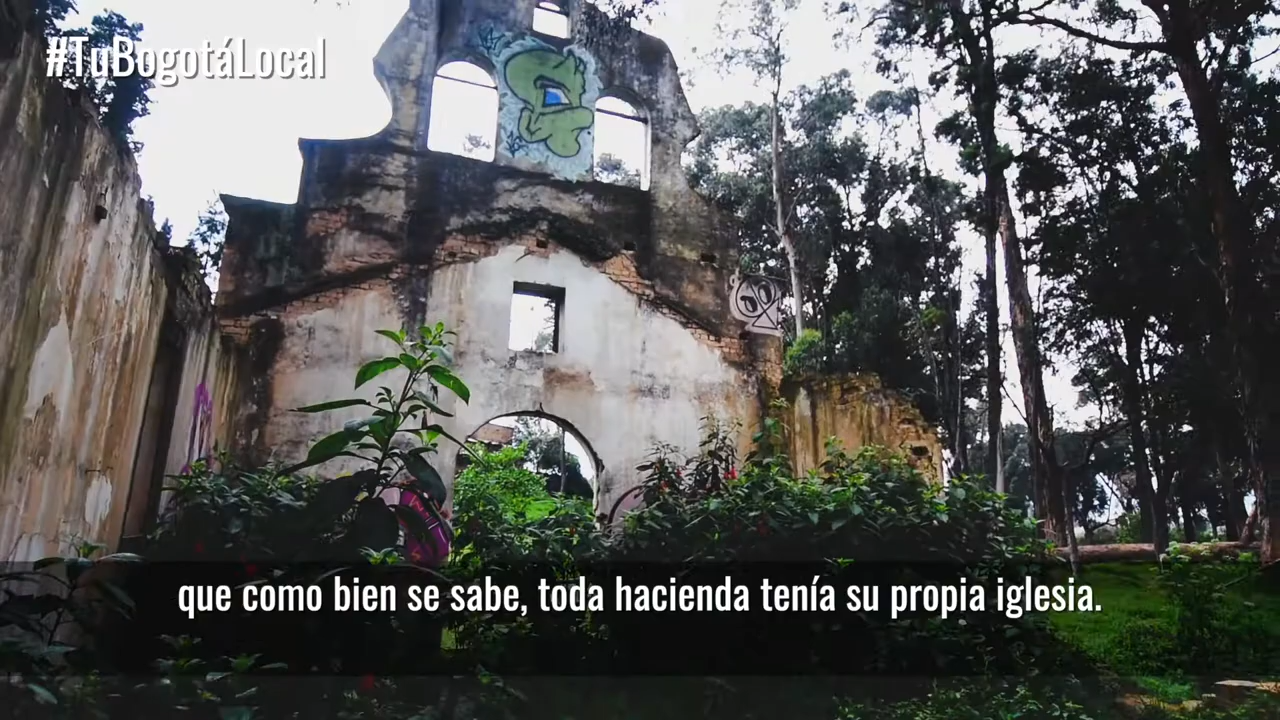 #TuBogotáLocal
que como bien se sabe, toda hacienda tenía su propia iglesia.